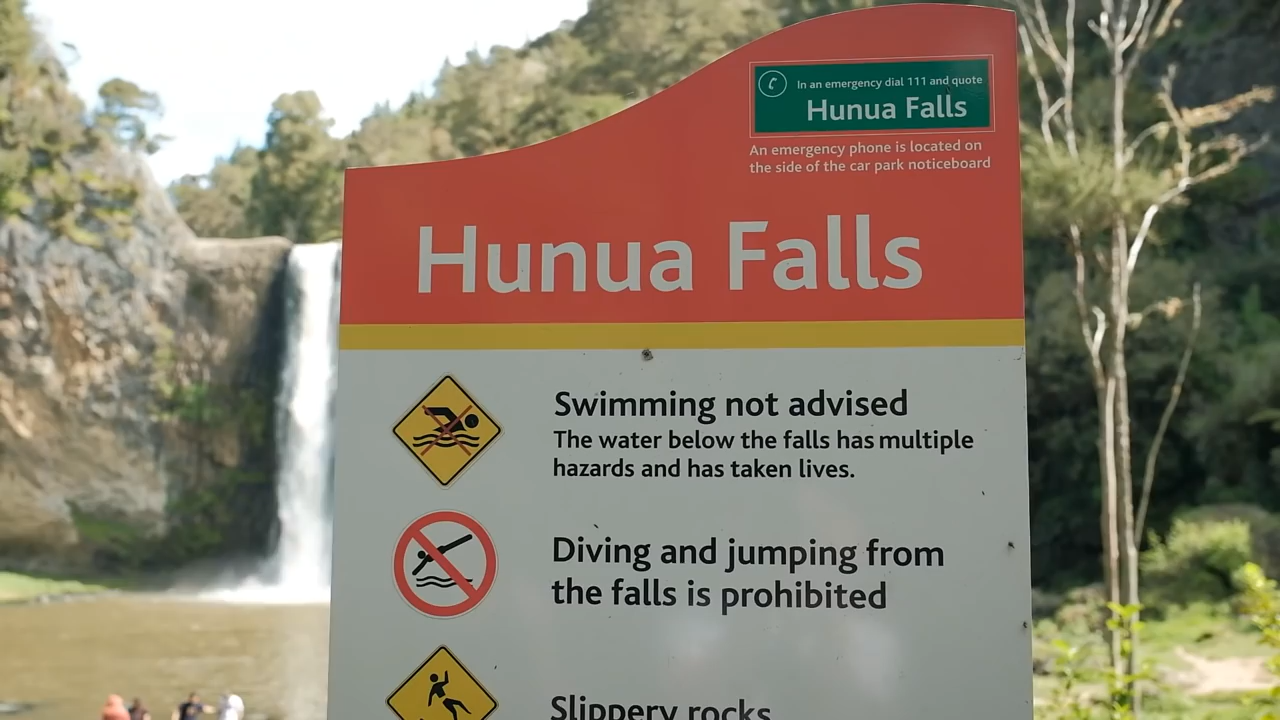 In an emergency dial 111 and quote
Hunua Falls
An emergency phone is located on
the side of the car park noticeboard
Hunua Falls
Swimming not advised
The water below the falls has multiple
hazards and has taken lives.
Diving and jumping from
the falls is prohibited
Slippery rocks